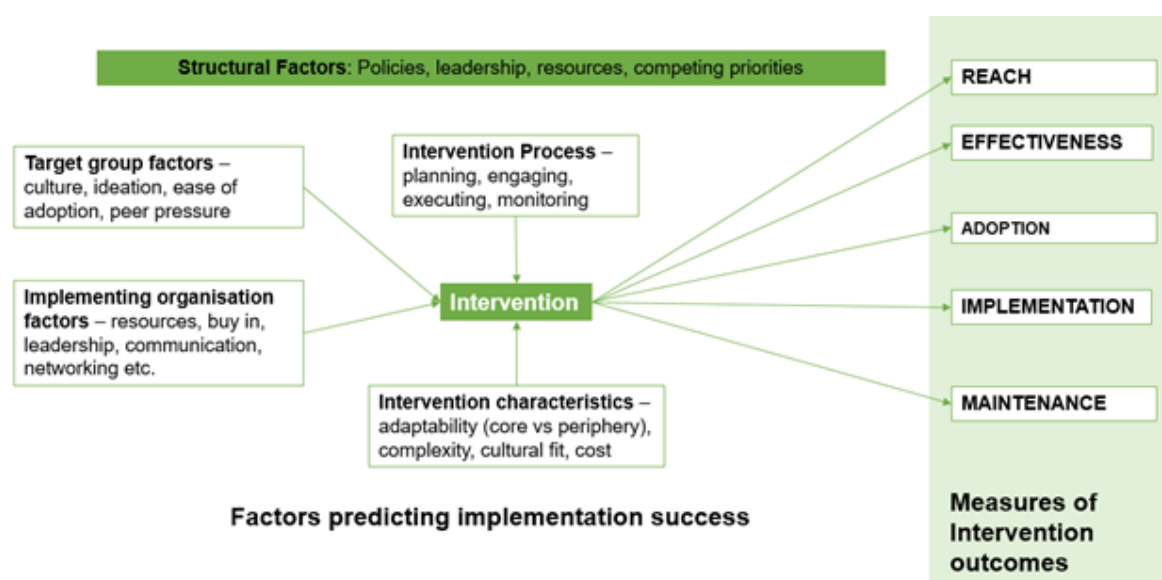 Structural Factors: Policies, leadership, resources, competing priorities
Target group factors –
culture, ideation, ease of
adoption, peer pressure
Intervention Process –
planning, engaging,
executing, monitoring
Implementing organisation
factors – resources, buy in,
leadership, communication,
networking etc.
Intervention
Intervention characteristics –
adaptability (core vs periphery),
complexity, cultural fit, cost
Factors predicting implementation success
REACH
EFFECTIVENESS
ADOPTION
IMPLEMENTATION
MAINTENANCE
Measures of
Intervention
outcomes